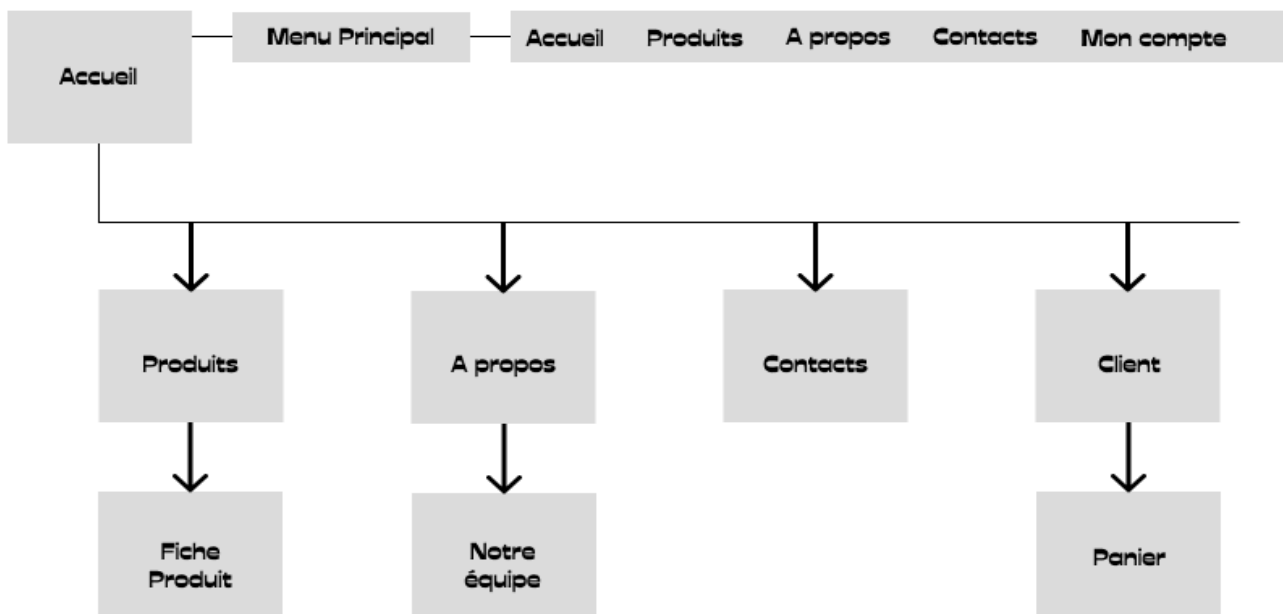 Accueil
Menu Principal
Accueil Produits A propos Contacts Mon compte
Produits
A propos
Contacts
Client
Fiche
Produit
Notre
équipe
Panier